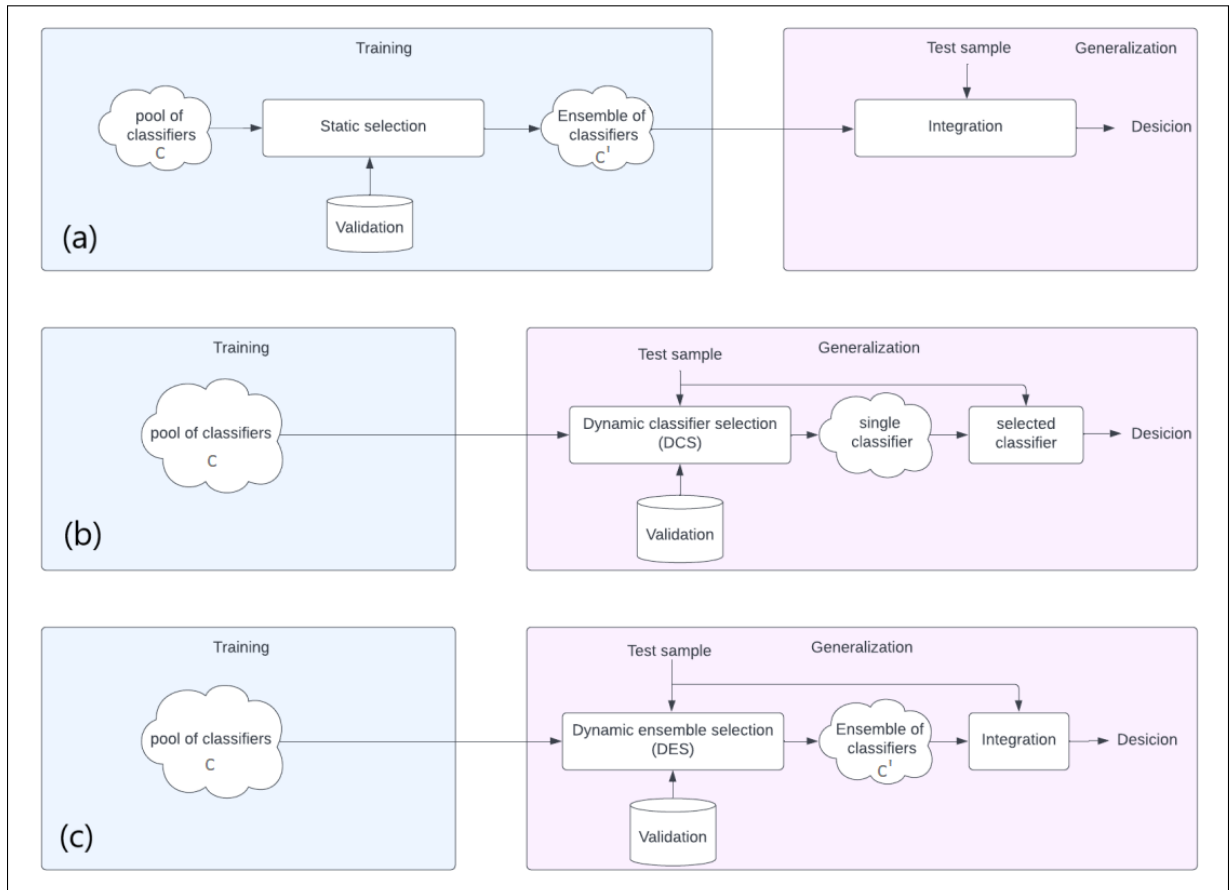 Training
pool of
classifiers
C
Static selection
Ensemble of
classifiers
C'
Validation
(a)
Test sample
Generalization
Integration
Desicion
Training
pool of classifiers
C
(b)
Generalization
Test sample
Dynamic classifier selection
(DCS)
single
classifier
selected
classifier
Desicion
Validation
Training
pool of classifiers
C
(c)
Generalization
Test sample
Dynamic ensemble selection
(DES)
Ensemble of
classifiers
C'
Integration
Desicion
Validation